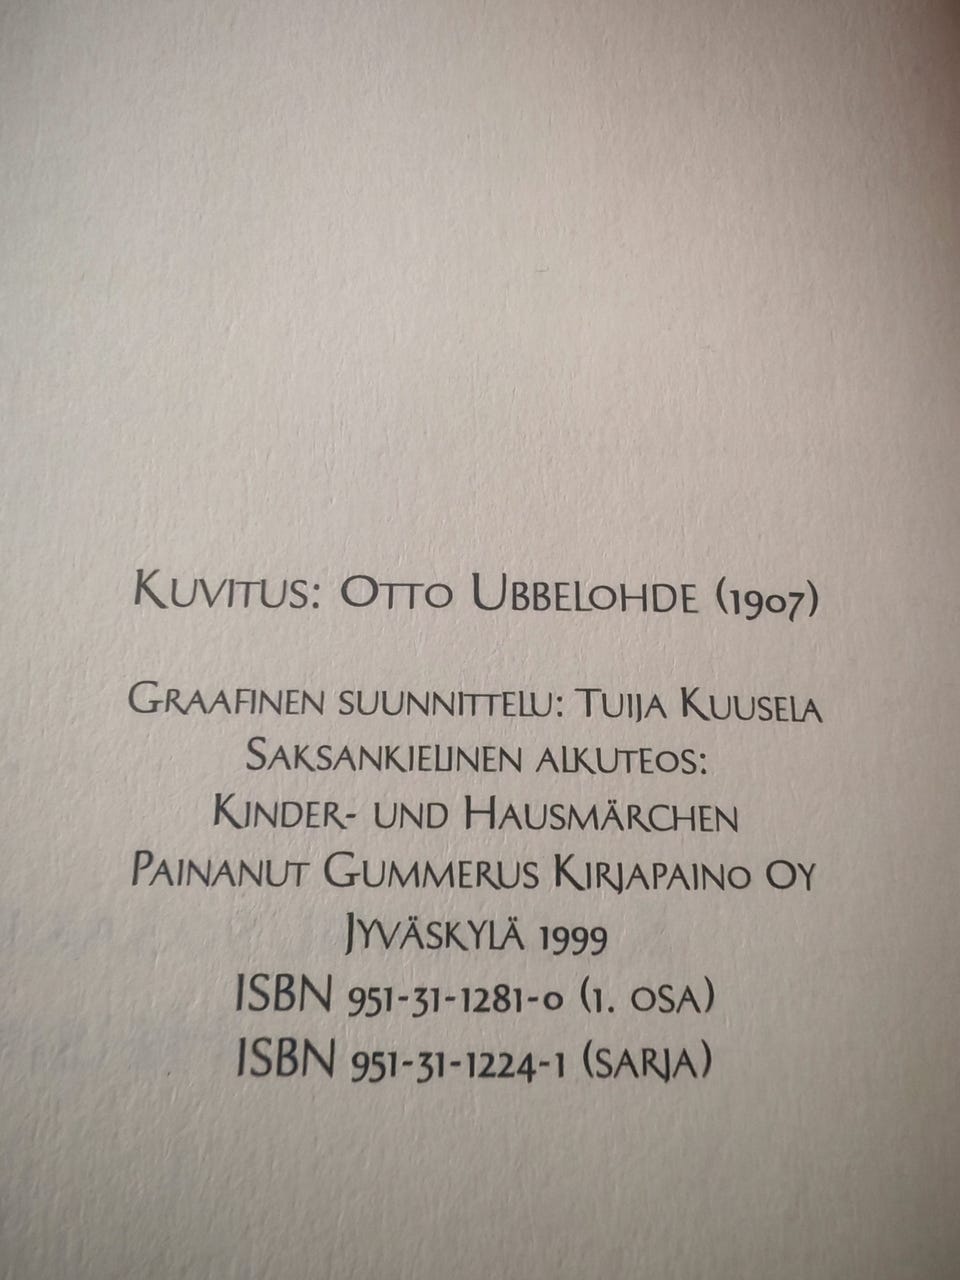 Kuvitus: Otto Ubbelohde (1907)
Graafinen suunnittelu: Tuija Kuusela
Saksankielinen alkuteos:
Kinder- und Hausmärchen
Painanut Gummerus Kirjapaino Oy
Jyväskylä 1999
ISBN 951-31-1281-0 (1. osa)
ISBN 951-31-1224-1 (sarja)